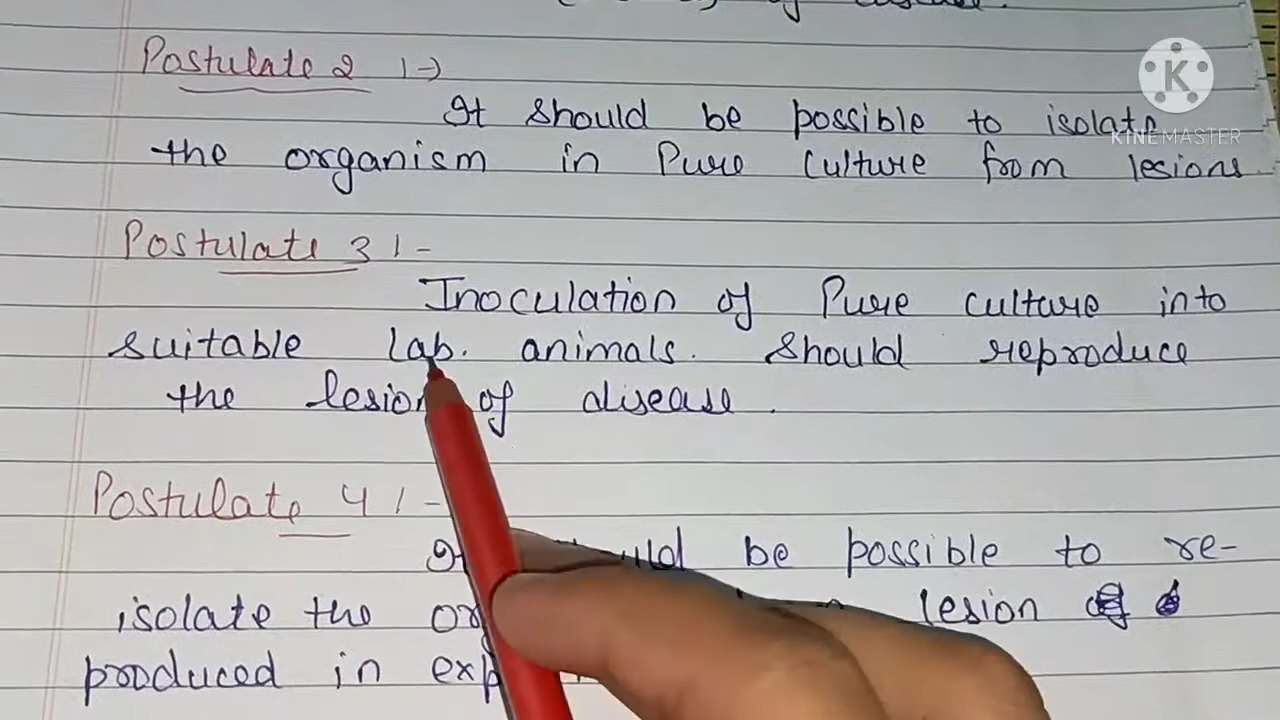 Postulate 2 :->
It should be possible to isolate
the organism in Pure culture from lesions.
Postulate 3 :-
Inoculation of Pure culture into
suitable lab. animals. should reproduce
the lesion of disease.
Postulate 4 :-
be possible to re-
isolate the lesion
produced in
K
KINEMASTER